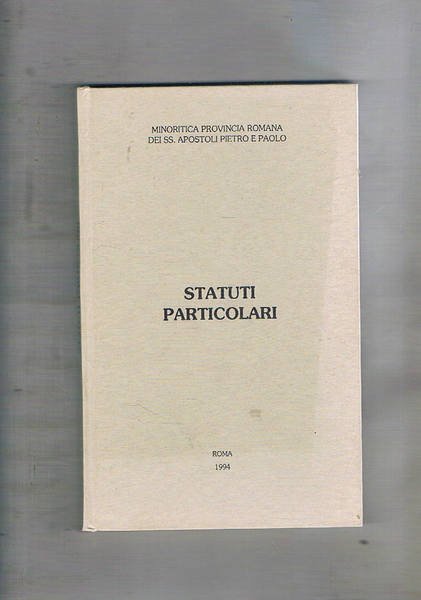 MINORITICA PROVINCIA ROMANA
DEI SS. APOSTOLI PIETRO E PAOLO
STATUTI
PARTICOLARI
ROMA
1994